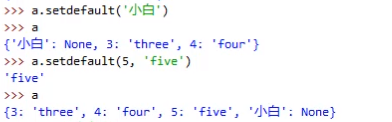 >>> a.setdefault('小白')
>>> a
{'小白': None, 3: 'three', 4: 'four'}
>>> a.setdefault(5, 'five')
'five'
>>> a
{3: 'three', 4: 'four', 5: 'five', '小白': None}